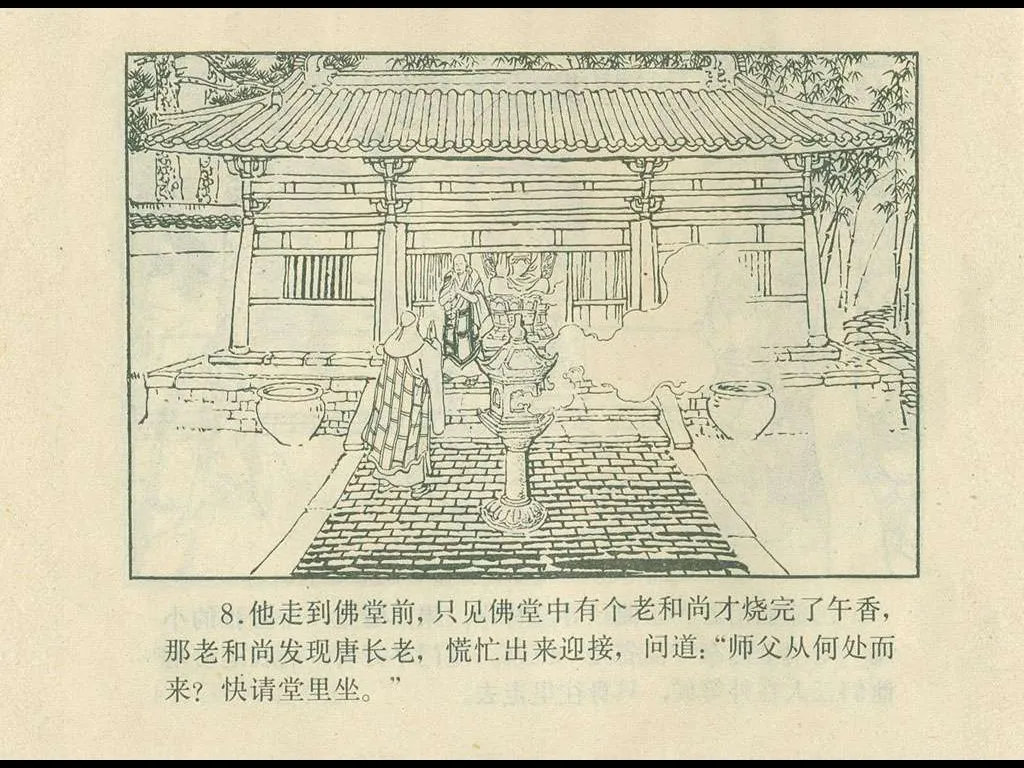 8.他走到佛堂前，只见佛堂中有个老和尚才烧完了午香，
那老和尚发现唐长老，慌忙出来迎接，问道：“师父从何处而
来？快请堂里坐。”